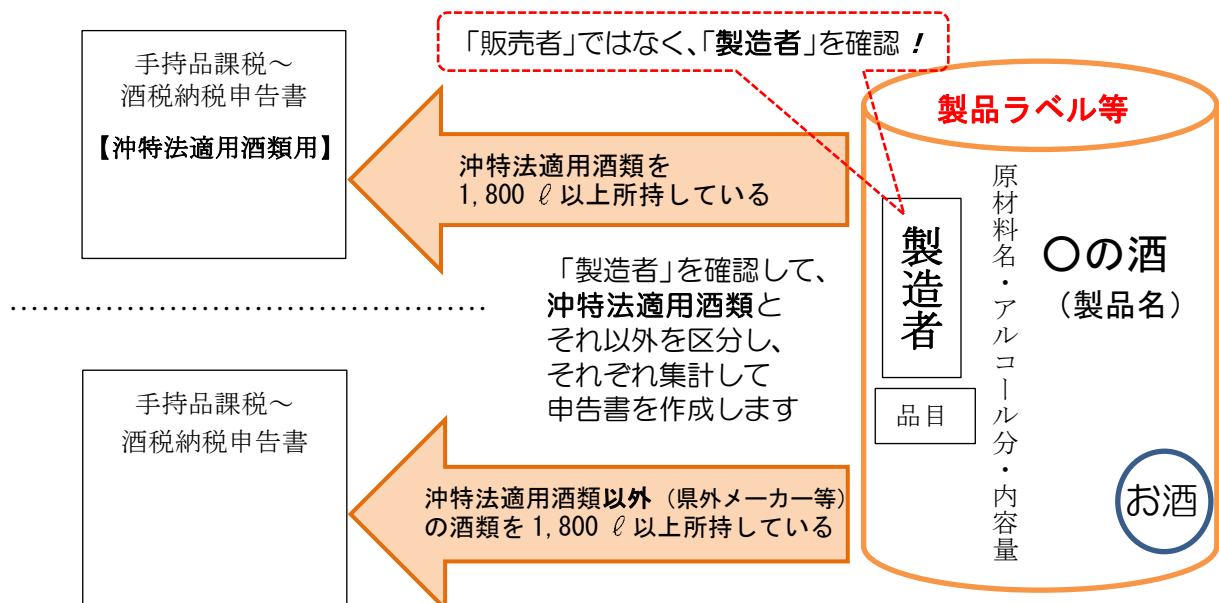 「販売者」ではなく、「製造者」を確認！
手持品課税～
酒税納税申告書
【沖特法適用酒類用】
沖特法適用酒類を
1,800 ℓ 以上所持している
製品ラベル等
製造者
品目
原材料名・アルコール分・内容量
〇の酒
（製品名）
お酒
「製造者」を確認して、
沖特法適用酒類と
それ以外を区分し、
それぞれ集計して
申告書を作成します
手持品課税～
酒税納税申告書
沖特法適用酒類以外（県外メーカー等）
の酒類を 1,800 ℓ 以上所持している